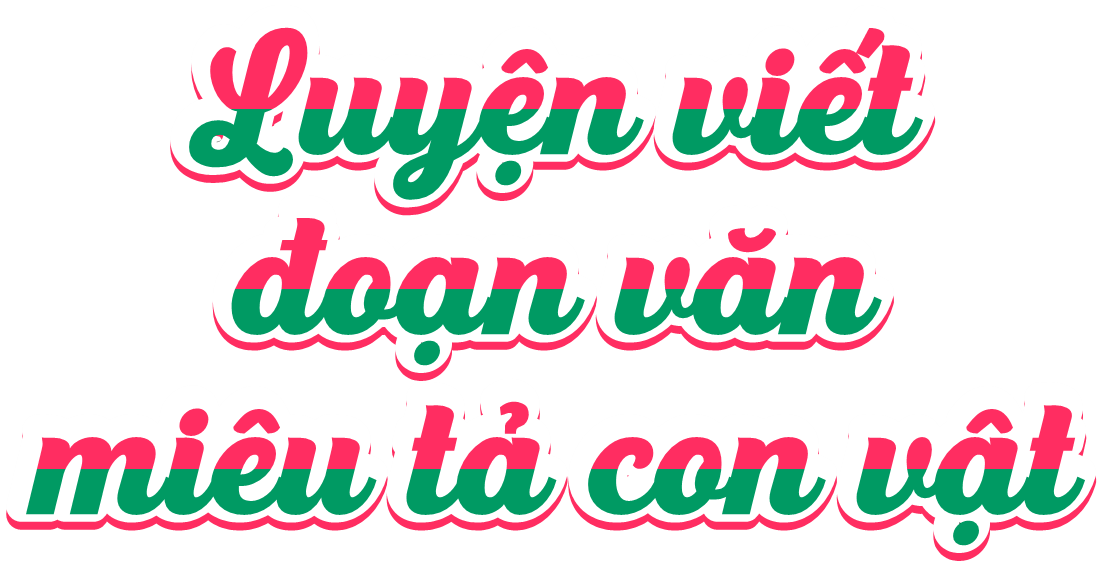 Luyện viết
đoạn văn
miêu tả con vật